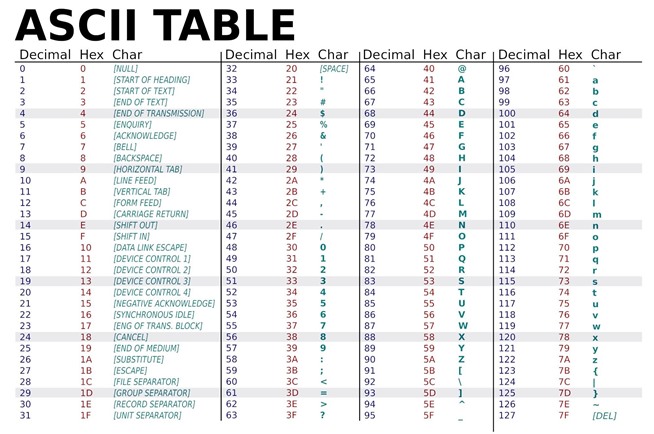 ASCII TABLE
Decimal Hex Char Decimal Hex Char Decimal Hex Char Decimal Hex Char
0 0 [NULL] 32 20 [SPACE] 64 40 @ 96 60 `
1 1 [START OF HEADING] 33 21 ! 65 41 A 97 61 a
2 2 [START OF TEXT] 34 22 " 66 42 B 98 62 b
3 3 [END OF TEXT] 35 23 # 67 43 C 99 63 c
4 4 [END OF TRANSMISSION] 36 24 $ 68 44 D 100 64 d
5 5 [ENQUIRY] 37 25 % 69 45 E 101 65 e
6 6 [ACKNOWLEDGE] 38 26 & 70 46 F 102 66 f
7 7 [BELL] 39 27 ' 71 47 G 103 67 g
8 8 [BACKSPACE] 40 28 ( 72 48 H 104 68 h
9 9 [HORIZONTAL TAB] 41 29 ) 73 49 I 105 69 i
10 A [LINE FEED] 42 2A * 74 4A J 106 6A j
11 B [VERTICAL TAB] 43 2B + 75 4B K 107 6B k
12 C [FORM FEED] 44 2C , 76 4C L 108 6C l
13 D [CARRIAGE RETURN] 45 2D - 77 4D M 109 6D m
14 E [SHIFT OUT] 46 2E . 78 4E N 110 6E n
15 F [SHIFT IN] 47 2F / 79 4F O 111 6F o
16 10 [DATA LINK ESCAPE] 48 30 0 80 50 P 112 70 p
17 11 [DEVICE CONTROL 1] 49 31 1 81 51 Q 113 71 q
18 12 [DEVICE CONTROL 2] 50 32 2 82 52 R 114 72 r
19 13 [DEVICE CONTROL 3] 51 33 3 83 53 S 115 73 s
20 14 [DEVICE CONTROL 4] 52 34 4 84 54 T 116 74 t
21 15 [NEGATIVE ACKNOWLEDGE] 53 35 5 85 55 U 117 75 u
22 16 [SYNCHRONOUS IDLE] 54 36 6 86 56 V 118 76 v
23 17 [ENG OF TRANS. BLOCK] 55 37 7 87 57 W 119 77 w
24 18 [CANCEL] 56 38 8 88 58 X 120 78 x
25 19 [END OF MEDIUM] 57 39 9 89 59 Y 121 79 y
26 1A [SUBSTITUTE] 58 3A : 90 5A Z 122 7A z
27 1B [ESCAPE] 59 3B ; 91 5B [ 123 7B {
28 1C [FILE SEPARATOR] 60 3C < 92 5C \ 124 7C |
29 1D [GROUP SEPARATOR] 61 3D = 93 5D ] 125 7D }
30 1E [RECORD SEPARATOR] 62 3E > 94 5E ^ 126 7E ~
31 1F [UNIT SEPARATOR] 63 3F ? 95 5F _ 127 7F [DEL]